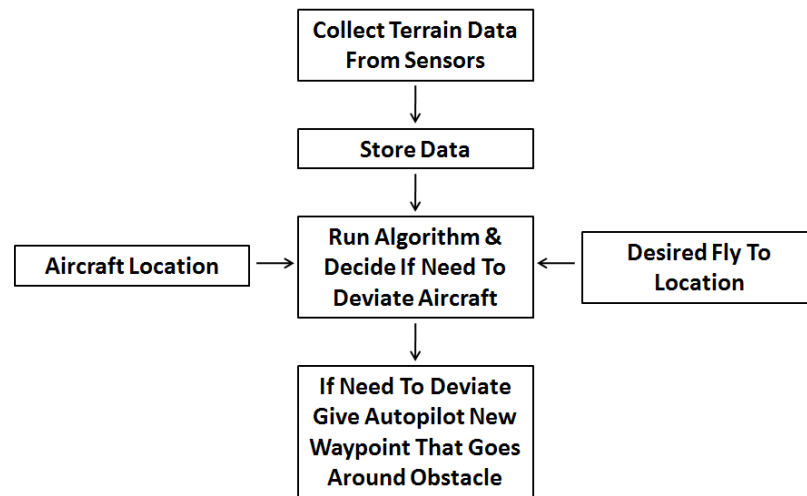 Collect Terrain Data
From Sensors
Store Data
Aircraft Location
Run Algorithm &
Decide If Need To
Deviate Aircraft
Desired Fly To
Location
If Need To Deviate
Give Autopilot New
Waypoint That Goes
Around Obstacle